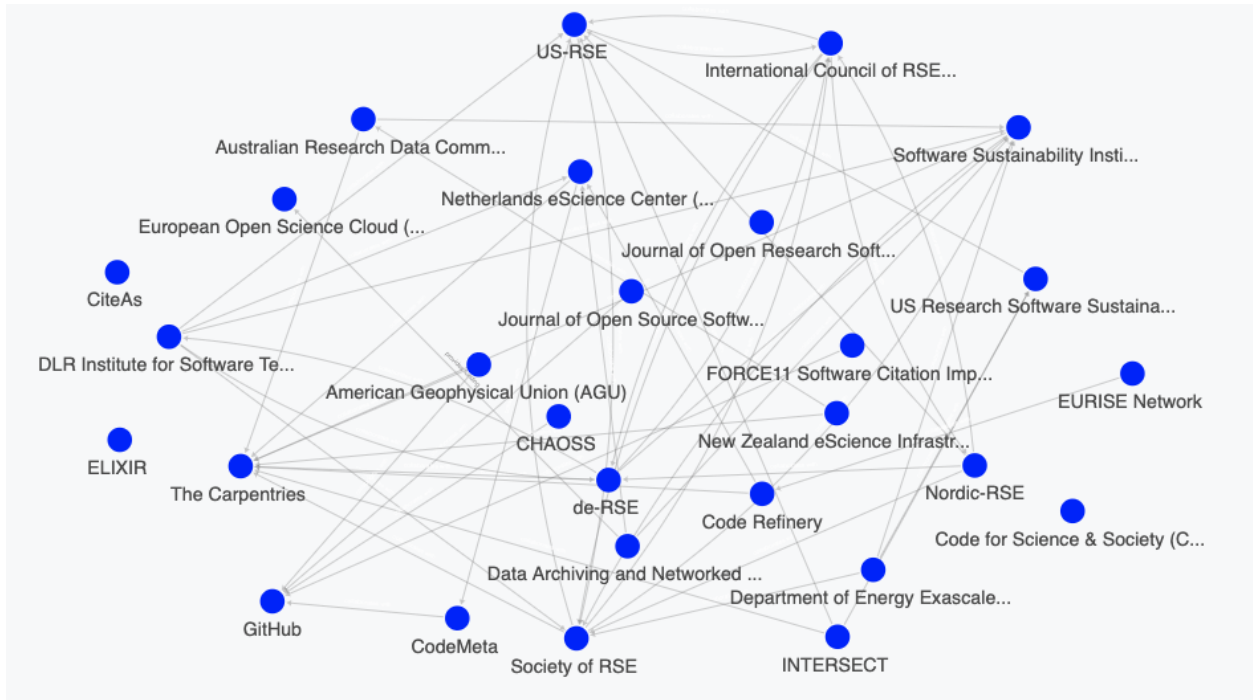 US-RSE
International Council of RSE...
Australian Research Data Comm...
Software Sustainability Insti...
Netherlands eScience Center (...
European Open Science Cloud (...
Journal of Open Research Soft...
CiteAs
US Research Software Sustaina...
Journal of Open Source Softw...
DLR Institute for Software Te...
FORCE11 Software Citation Imp...
American Geophysical Union (AGU)
EURISE Network
CHAOSS
New Zealand eScience Infrastr...
ELIXIR
The Carpentries
Nordic-RSE
de-RSE
Code Refinery
Code for Science & Society (C...
Data Archiving and Networked ...
Department of Energy Exascale...
GitHub
CodeMeta
Society of RSE
INTERSECT